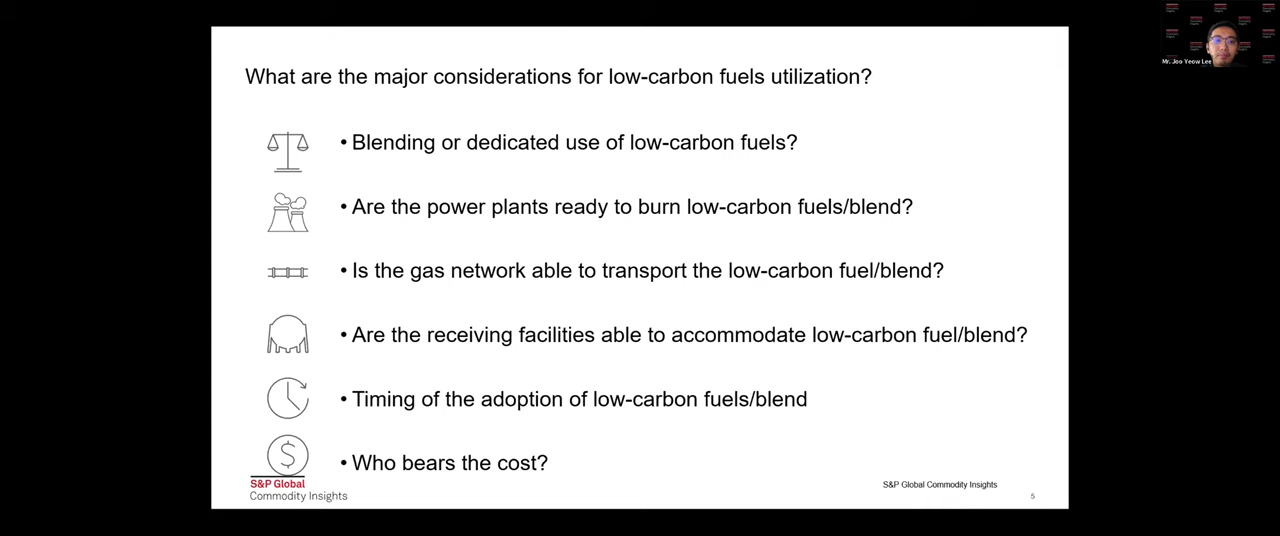 What are the major considerations for low-carbon fuels utilization?
• Blending or dedicated use of low-carbon fuels?
• Are the power plants ready to burn low-carbon fuels/blend?
• Is the gas network able to transport the low-carbon fuel/blend?
• Are the receiving facilities able to accommodate low-carbon fuel/blend?
• Timing of the adoption of low-carbon fuels/blend
$
• Who bears the cost?
S&P Global
Commodity Insights
S&P Global Commodity Insights
5
Mr. Joo Yeow Lee